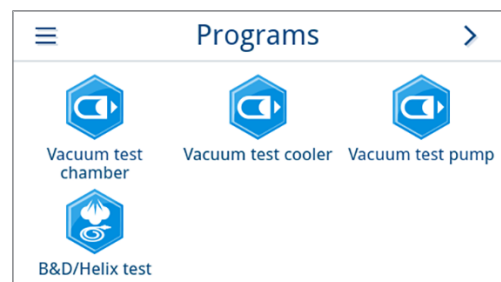 Programs
Vacuum test
chamber
Vacuum test cooler
Vacuum test pump
B&D/Helix test